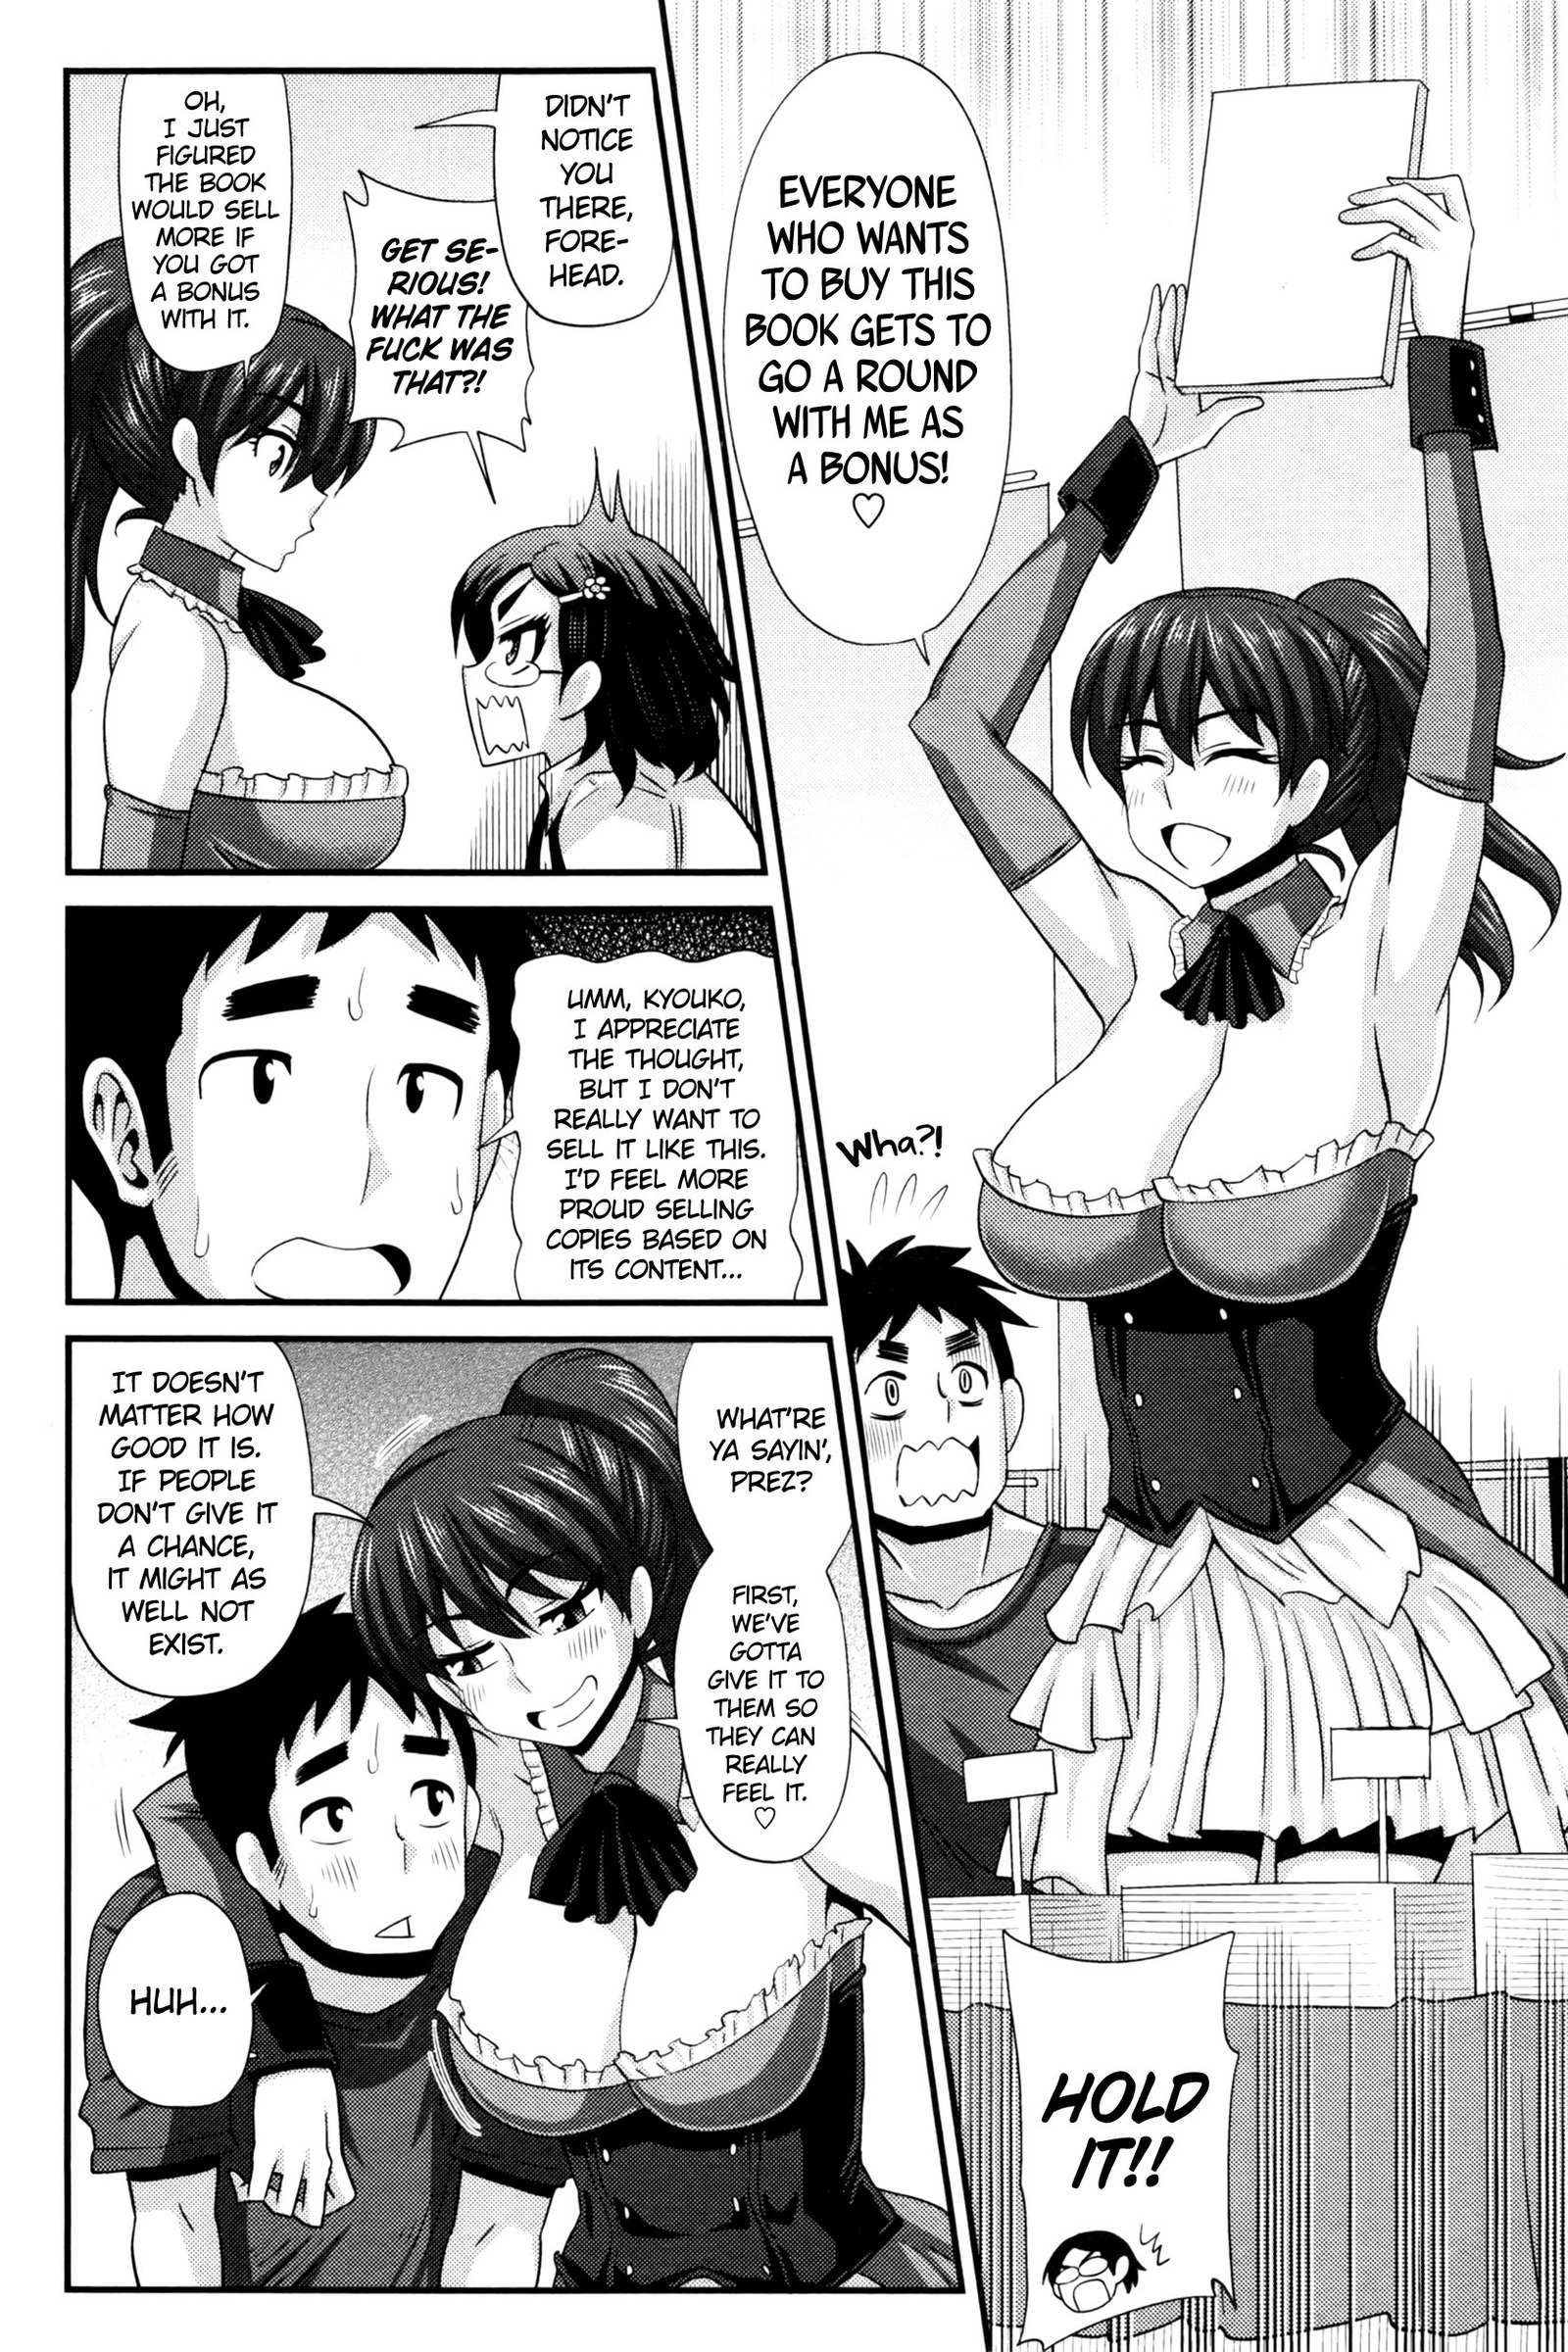 EVERYONE
WHO WANTS
TO BUY THIS
BOOK GETS TO
GO A ROUND
WITH ME AS
A BONUS!
♡
Wha?!
HOLD
IT!!
DIDN'T
NOTICE
YOU
THERE,
FORE-
HEAD.
GET SE-
RIOUS!
WHAT THE
FUCK WAS
THAT?!
OH,
I JUST
FIGURED
THE BOOK
WOULD SELL
MORE IF
YOU GOT
A BONUS
WITH IT.
UMM, KYOUKO,
I APPRECIATE
THE THOUGHT,
BUT I DON'T
REALLY WANT TO
SELL IT LIKE THIS.
I'D FEEL MORE
PROUD SELLING
COPIES BASED ON
ITS CONTENT...
WHAT'RE
YA SAYIN',
PREZ?
FIRST,
WE'VE
GOTTA
GIVE IT TO
THEM SO
THEY CAN
REALLY
FEEL IT.
♡
IT DOESN'T
MATTER HOW
GOOD IT IS.
IF PEOPLE
DON'T GIVE IT
A CHANCE,
IT MIGHT AS
WELL NOT
EXIST.
HUH...